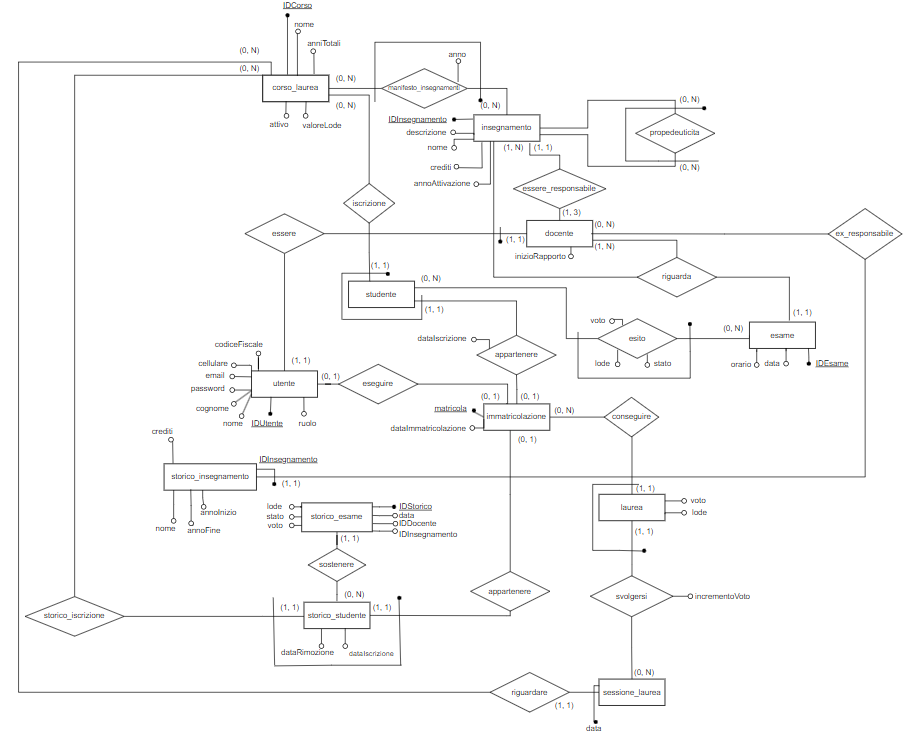 IDCorso
nome
anniTotali
(0, N)
(0, N)
corso_laurea
(0, N)
(0, N)
attivo
valoreLode
anno
manifesto_insegnamenti
(0, N)
IDInsegnamento
descrizione
nome
crediti
annoAttivazione
insegnamento
(1, N)
(1, 1)
(0, N)
propedeuticita
(0, N)
essere_responsabile
(1, 3)
iscrizione
essere
(1, 1)
docente
(0, N)
(1, N)
inizioRapporto
ex_responsabile
(1, 1)
studente
(0, N)
(1, 1)
riguarda
(1, 1)
esame
(0, N)
orario
data
IDEsame
voto
esito
lode
stato
dataIscrizione
appartenere
codiceFiscale
(1, 1)
cellulare
email
password
cognome
nome
utente
IDUtente
ruolo
(0, 1)
eseguire
(0, 1)
(0, 1)
matricola
dataImmatricolazione
immatricolazione
(0, N)
(0, 1)
conseguire
crediti
IDInsegnamento
storico_insegnamento
(1, 1)
nome
annoFine
annoInizio
(1, 1)
laurea
voto
lode
(1, 1)
lode
stato
voto
storico_esame
IDStorico
data
IDDocente
IDInsegnamento
(1, 1)
sostenere
(0, N)
appartenere
svolgersi
incrementoVoto
storico_iscrizione
(1, 1)
storico_studente
(1, 1)
dataRimozione
dataIscrizione
(0, N)
riguardare
(1, 1)
sessione_laurea
data